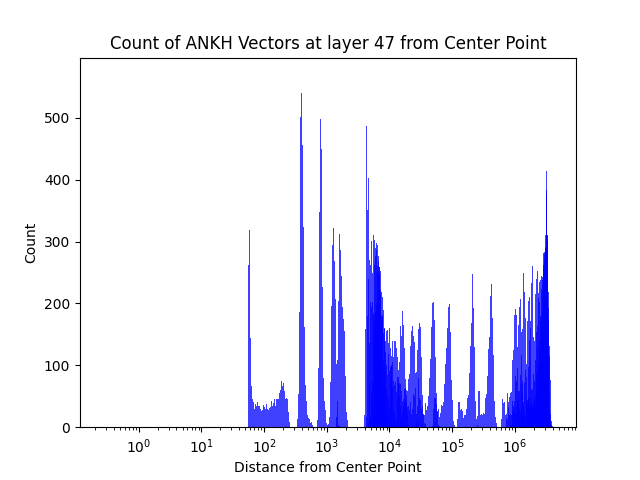 Count of ANKH Vectors at layer 47 from Center Point
Count
500
400
300
200
100
0
10^0 10^1 10^2 10^3 10^4 10^5 10^6
Distance from Center Point